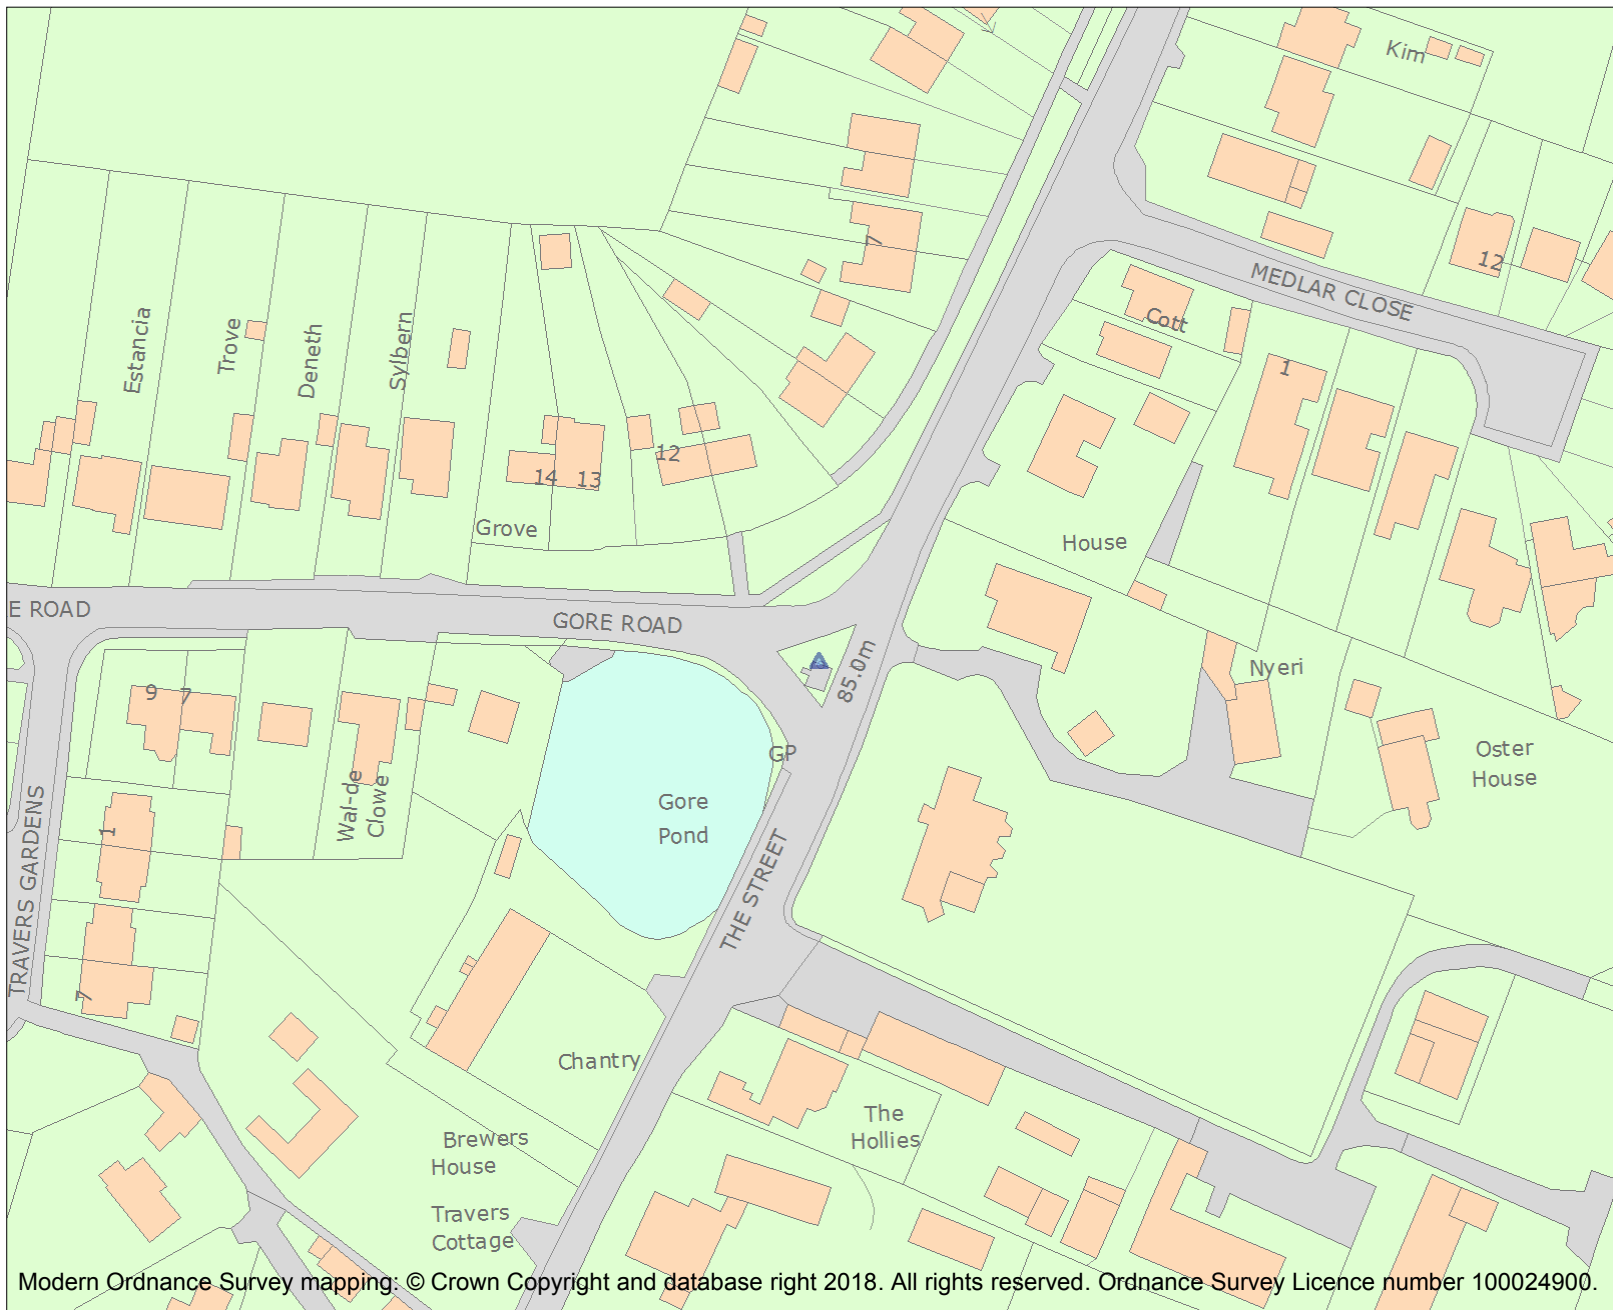 Kim
7
12
MEDLAR CLOSE
Cott
Estancia
Trove
Deneth
Sylbern
1
12
14
13
Grove
House
E ROAD
GORE ROAD
85.0m
Nyeri
9
7
Oster
House
GP
Wal-de
Clowe
Gore
Pond
1
THE STREET
TRAVERS GARDENS
7
Chantry
The
Hollies
Brewers
House
Travers
Cottage
Modern Ordnance Survey mapping: © Crown Copyright and database right 2018. All rights reserved. Ordnance Survey Licence number 100024900.